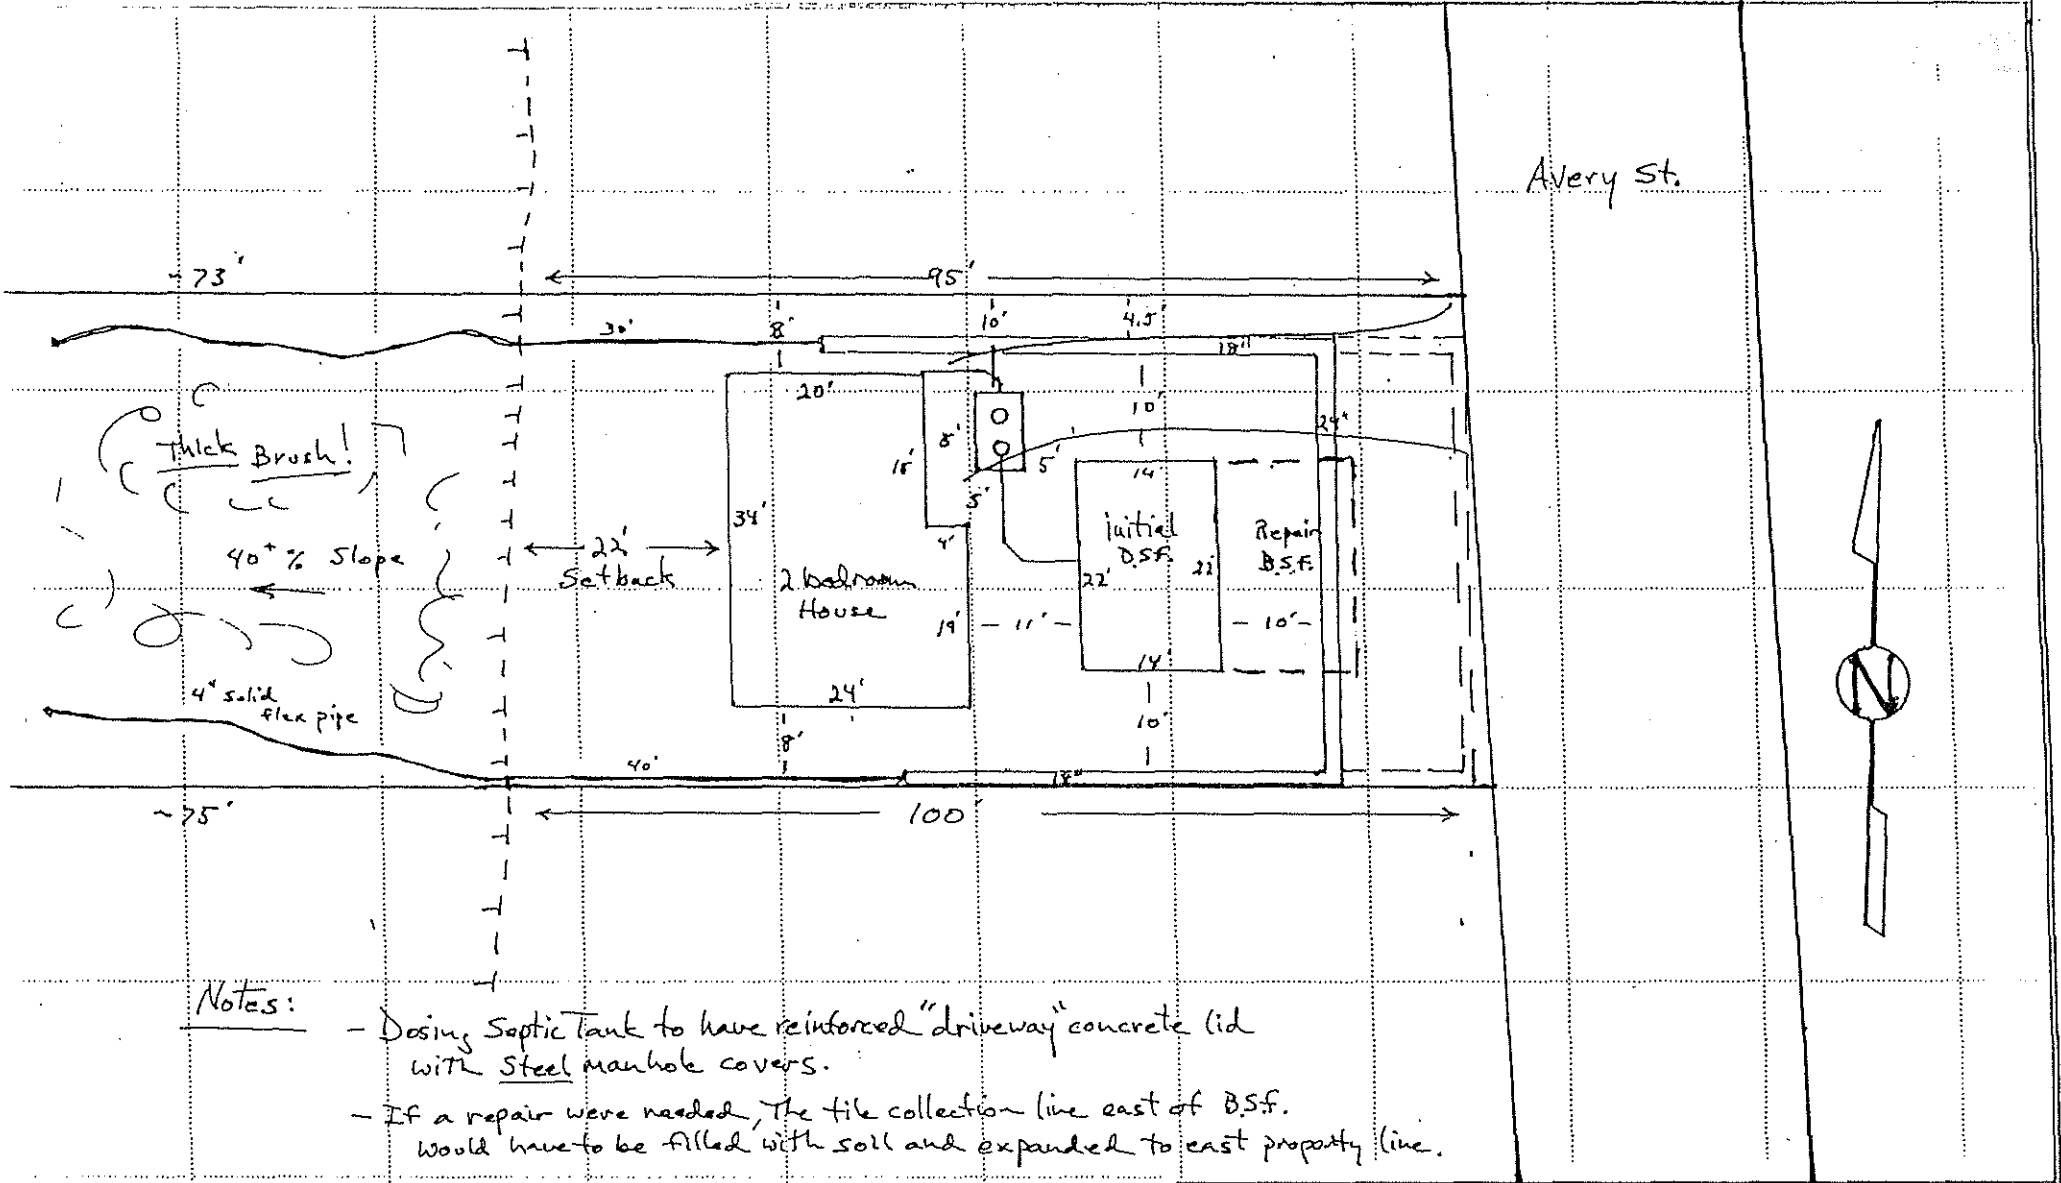 Avery St.
~73'
95'
30'
8'
10'
4.5'
18"
20'
10'
24"
Thick Brush!
8'
15'
5'
14'
5'
34'
initial
B.S.F.
Repair
B.S.F.
40+ % Slope
22'
Setback
4'
22'
22'
2 bedroom
House
19'
11'
10'
14'
4" solid
flex pipe
24'
10'
8'
40'
18"
~75'
100'
N
Notes:
- Dosing Septic Tank to have reinforced "driveway" concrete lid
with Steel manhole covers.
- If a repair were needed, The tile collection line east of B.S.F.
would have to be filled with soil and expanded to east property line.